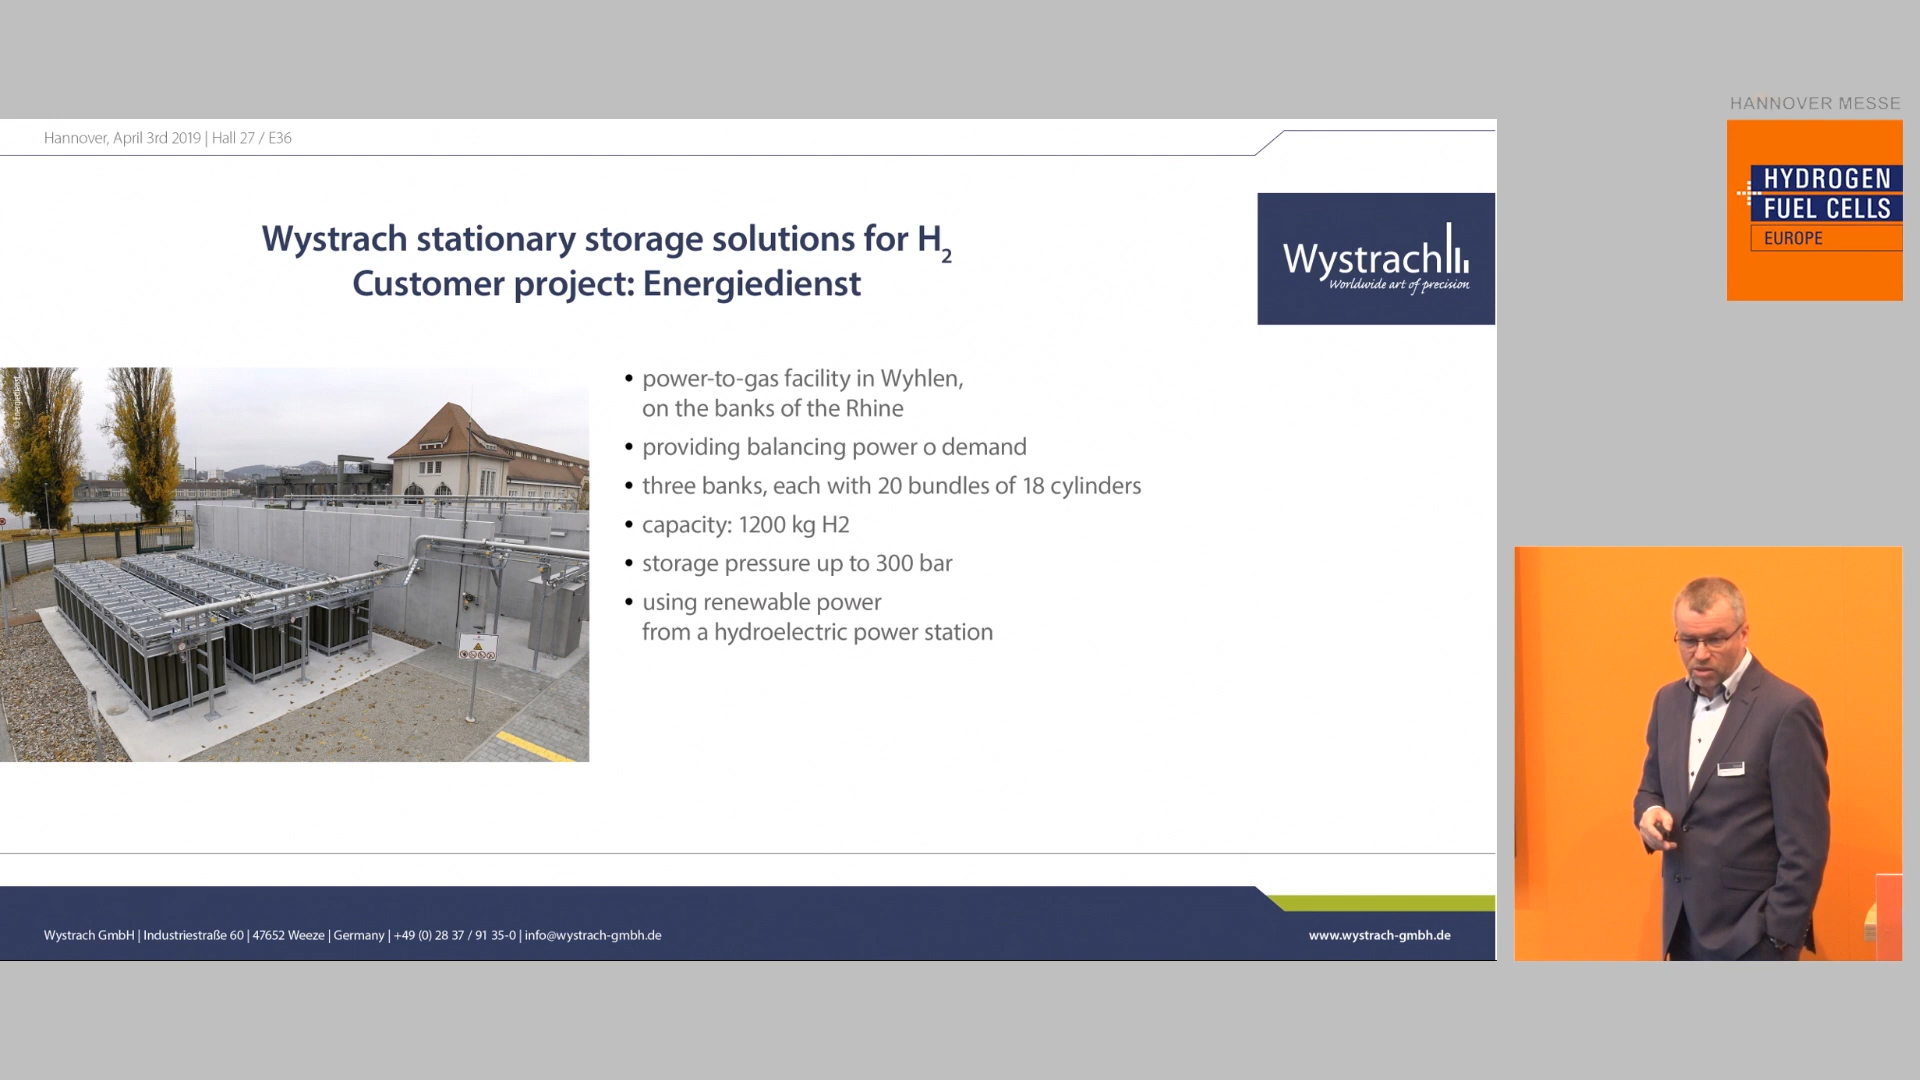 HANNOVER MESSE
HYDROGEN
FUEL CELLS
EUROPE
Hannover, April 3rd 2019 | Hall 27 / E36
Wystrach stationary storage solutions for H2
Customer project: Energiedienst
Wystrach
Worldwide art of precision
© Energiedienst
• power-to-gas facility in Wyhlen,
on the banks of the Rhine
• providing balancing power o demand
• three banks, each with 20 bundles of 18 cylinders
• capacity: 1200 kg H2
• storage pressure up to 300 bar
• using renewable power
from a hydroelectric power station
Wystrach GmbH | Industriestraße 60 | 47652 Weeze | Germany | +49 (0) 28 37 / 91 35-0 | info@wystrach-gmbh.de
www.wystrach-gmbh.de